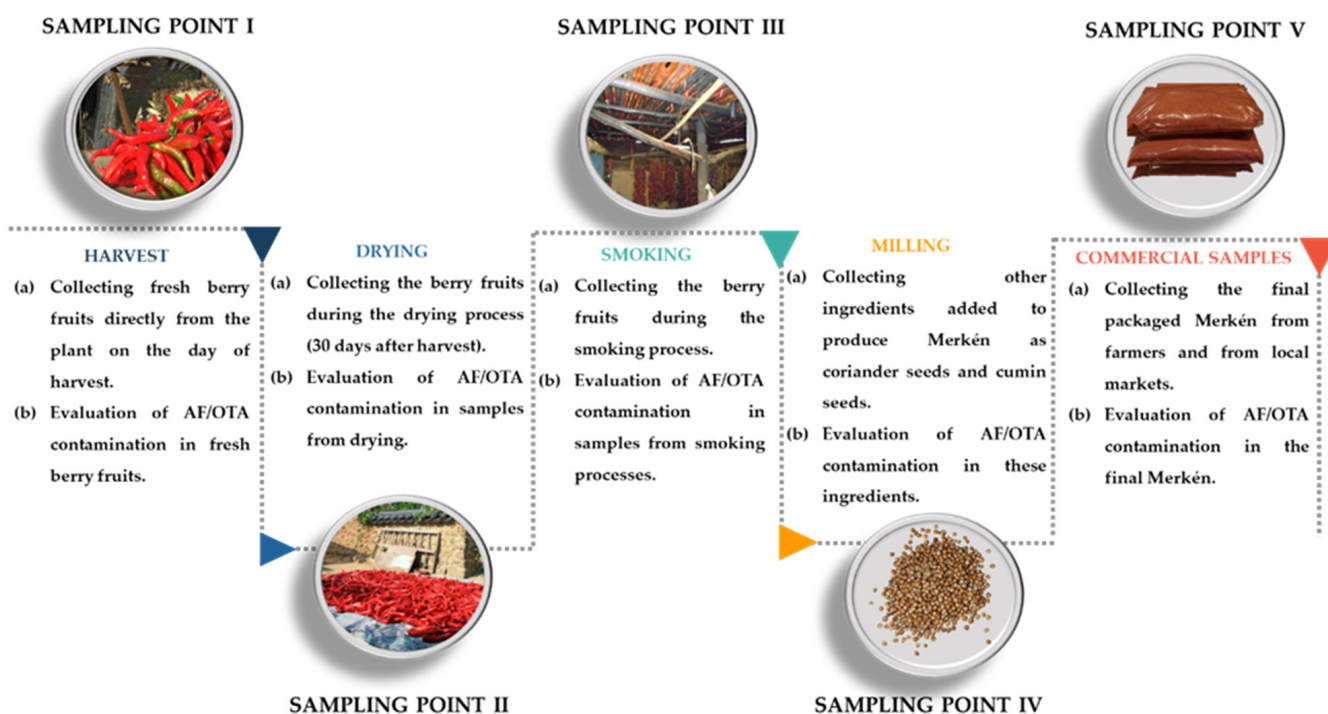 SAMPLING POINT I
SAMPLING POINT III
SAMPLING POINT V
HARVEST
(a) Collecting fresh berry
fruits directly from the
plant on the day of
harvest.
(b) Evaluation of AF/OTA
contamination in fresh
berry fruits.
DRYING
(a) Collecting the berry fruits
during the drying process
(30 days after harvest).
(b) Evaluation of AF/OTA
contamination in samples
from drying.
SMOKING
(a) Collecting the berry
fruits during the
smoking process.
(b) Evaluation of AF/OTA
contamination in
samples from smoking
processes.
MILLING
(a) Collecting other
ingredients added to
produce Merkén as
coriander seeds and cumin
seeds.
(b) Evaluation of AF/OTA
contamination in these
ingredients.
COMMERCIAL SAMPLES
(a) Collecting the final
packaged Merkén from
farmers and from local
markets.
(b) Evaluation of AF/OTA
contamination in the
final Merkén.
SAMPLING POINT II
SAMPLING POINT IV